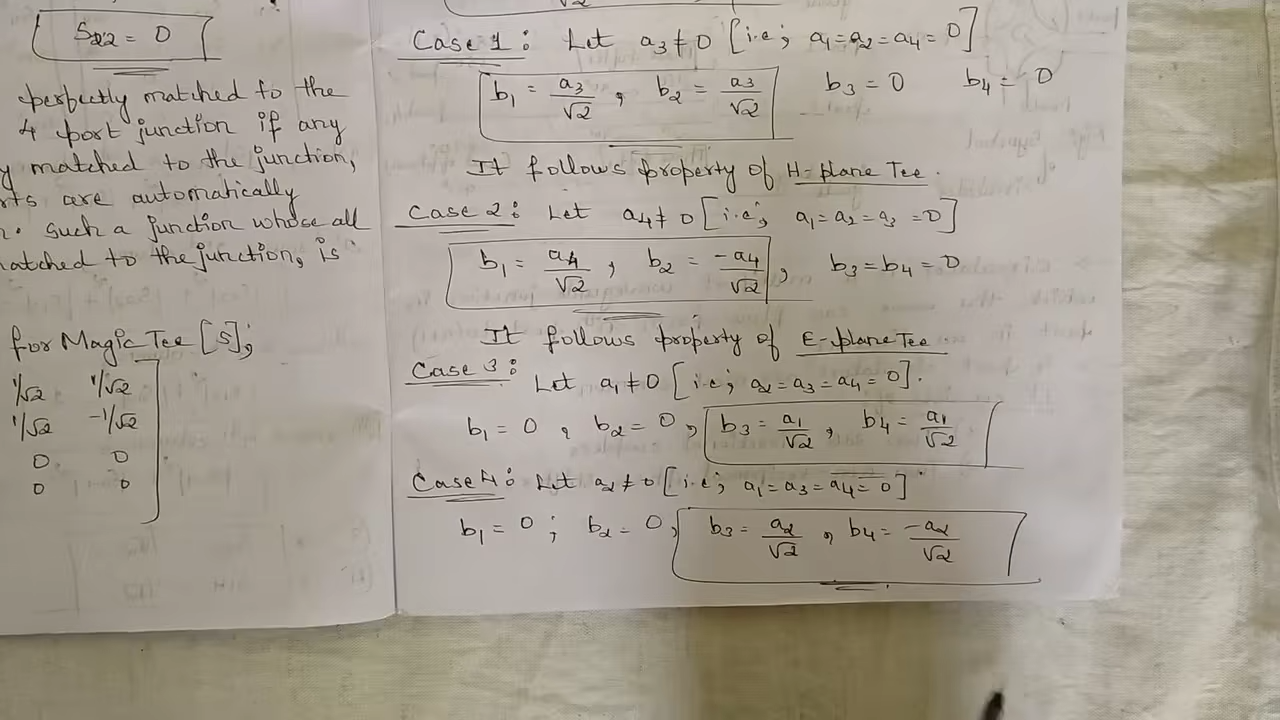 S22 = 0
perfectly matched to the
4 port junction if any
matched to the junction,
are automatically
Such a junction whose all
matched to the junction, is
for Magic Tee [S];
1/√2 1/√2
1/√2 -1/√2
0 0
0 0
√2
Case 1: Let a3 ≠ 0 [i.e; a1 = a2 = a4 = 0]
b1 = a3/√2, b2 = a3/√2 b3 = 0 b4 = 0
It follows property of H-plane Tee.
Case 2: Let a4 ≠ 0 [i.e; a1 = a2 = a3 = 0]
b1 = a4/√2, b2 = -a4/√2, b3 = b4 = 0
It follows property of E-plane Tee.
Case 3: Let a1 ≠ 0 [i.e; a2 = a3 = a4 = 0].
b1 = 0, b2 = 0, b3 = a1/√2, b4 = a1/√2
Case 4: Let a2 ≠ 0 [i.e; a1 = a3 = a4 = 0]
b1 = 0; b2 = 0, b3 = a2/√2, b4 = -a2/√2